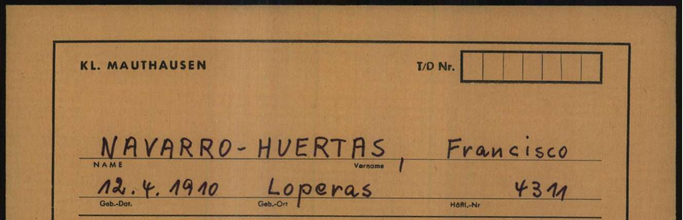 KL. MAUTHAUSEN T/D Nr.
NAVARRO-HUERTAS, Francisco
NAME Vorname
12.4.1910 Loperas 4311
Geb.-Dat. Geb.-Ort Häftl.-Nr